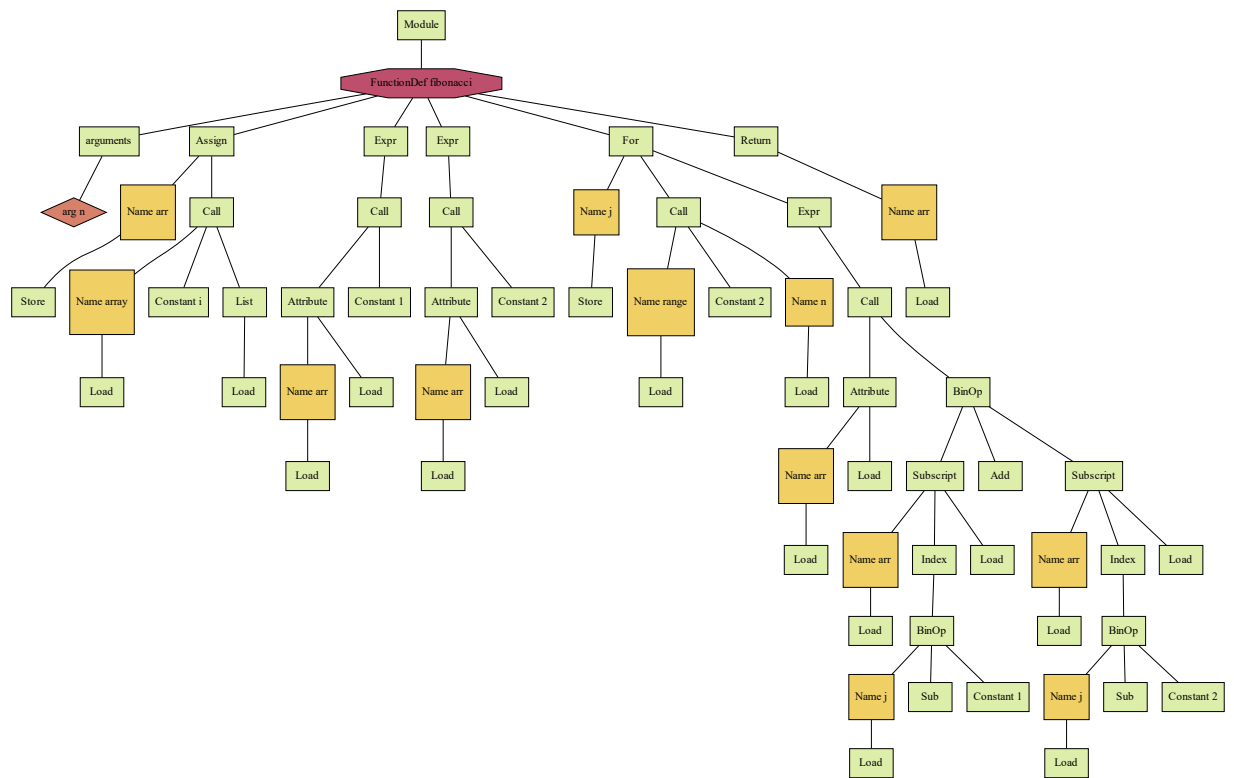 Module
FunctionDef fibonacci
arguments Assign Expr Expr For Return
arg n Name arr Call Call Call Name j Call Expr Name arr
Store Name array Constant i List Attribute Constant 1 Attribute Constant 2 Store Name range Constant 2 Name n Call Load
Load Load Name arr Load Name arr Load Load Load Attribute BinOp
Load Load Name arr Load Subscript Add Subscript
Load Name arr Index Load Name arr Index Load
Load BinOp Load BinOp
Name j Sub Constant 1 Name j Sub Constant 2
Load Load